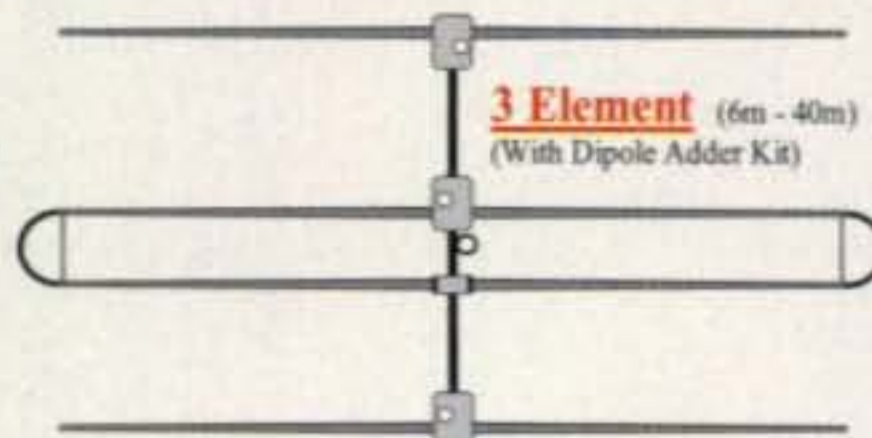 3 Element (6m - 40m)
(With Dipole Adder Kit)